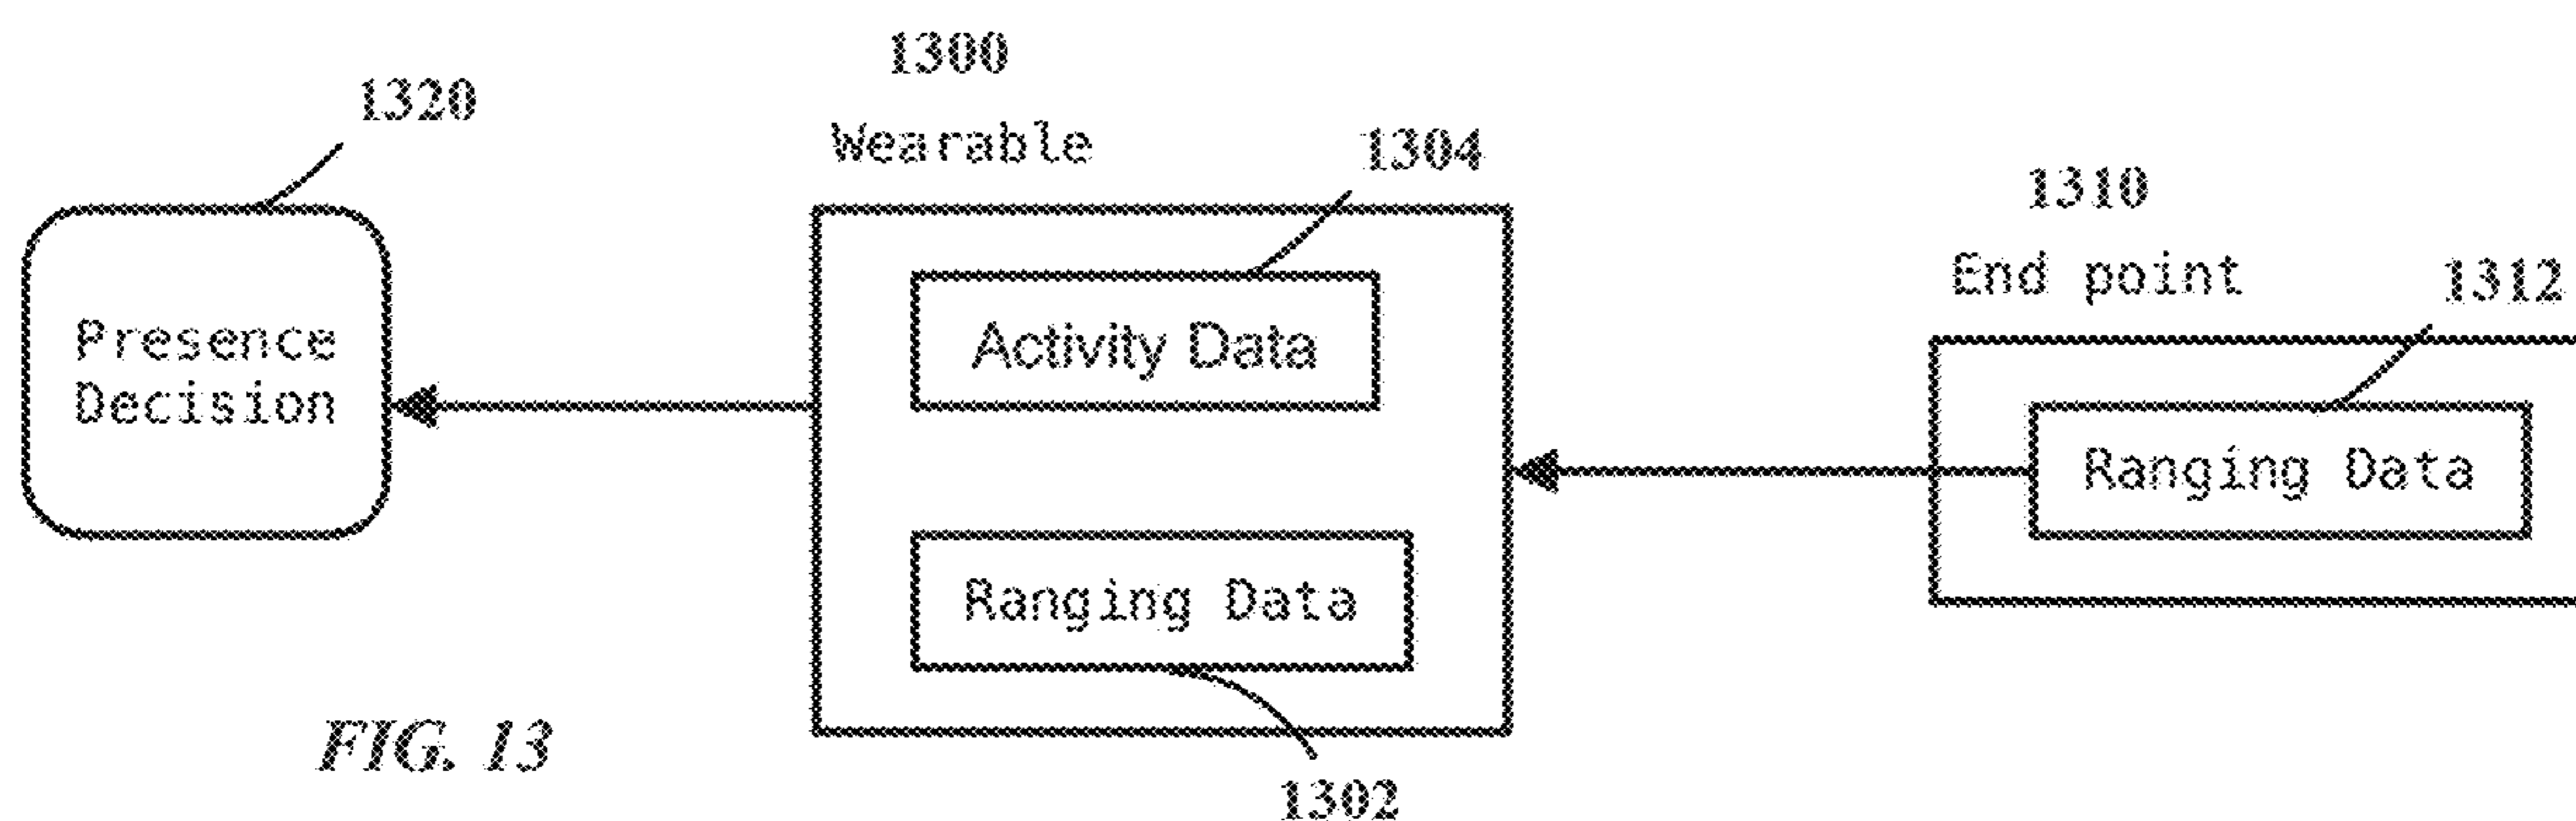 1320
Presence
Decision
1300
Wearable
1304
Activity Data
Ranging Data
1302
1310
End point
1312
Ranging Data
FIG. 13